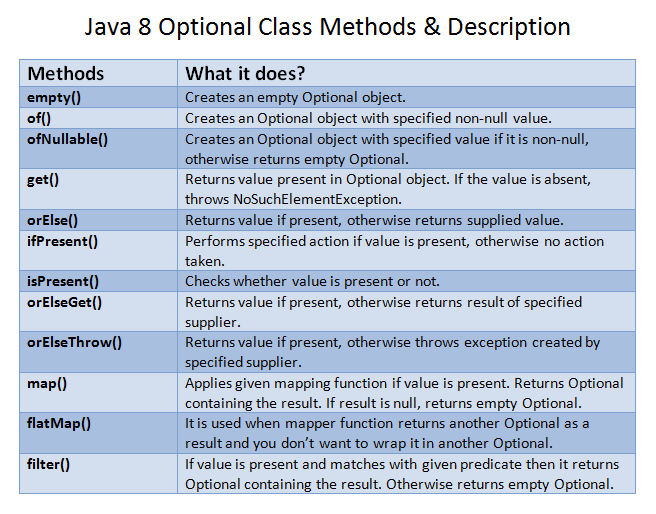 Java 8 Optional Class Methods & Description
Methods What it does?
empty() Creates an empty Optional object.
of() Creates an Optional object with specified non-null value.
ofNullable() Creates an Optional object with specified value if it is non-null,
otherwise returns empty Optional.
get() Returns value present in Optional object. If the value is absent,
throws NoSuchElementException.
orElse() Returns value if present, otherwise returns supplied value.
ifPresent() Performs specified action if value is present, otherwise no action
taken.
isPresent() Checks whether value is present or not.
orElseGet() Returns value if present, otherwise returns result of specified
supplier.
orElseThrow() Returns value if present, otherwise throws exception created by
specified supplier.
map() Applies given mapping function if value is present. Returns Optional
containing the result. If result is null, returns empty Optional.
flatMap() It is used when mapper function returns another Optional as a
result and you don’t want to wrap it in another Optional.
filter() If value is present and matches with given predicate then it returns
Optional containing the result. Otherwise returns empty Optional.